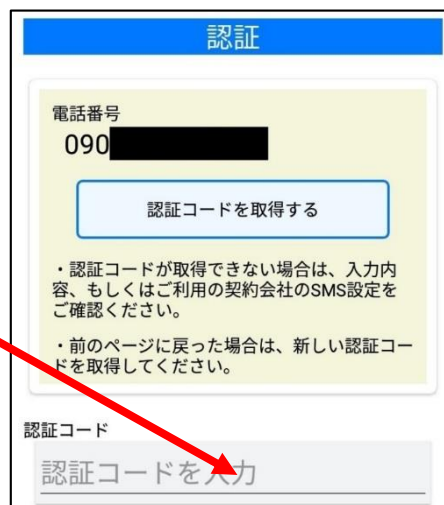 認証
電話番号
090
認証コードを取得する
・認証コードが取得できない場合は、入力内
容、もしくはご利用の契約会社のSMS設定を
ご確認ください。
・前のページに戻った場合は、新しい認証コー
ドを取得してください。
認証コード
認証コードを入力